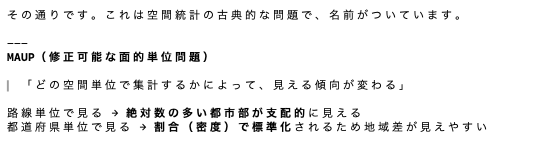 その通りです。これは空間統計の古典的な問題で、名前がついています。
———
MAUP（修正可能な面的単位問題）
| 「どの空間単位で集計するかによって、見える傾向が変わる」
路線単位で見る → 絶対数の多い都市部が支配的に見える
都道府県単位で見る → 割合（密度）で標準化されるため地域差が見えやすい